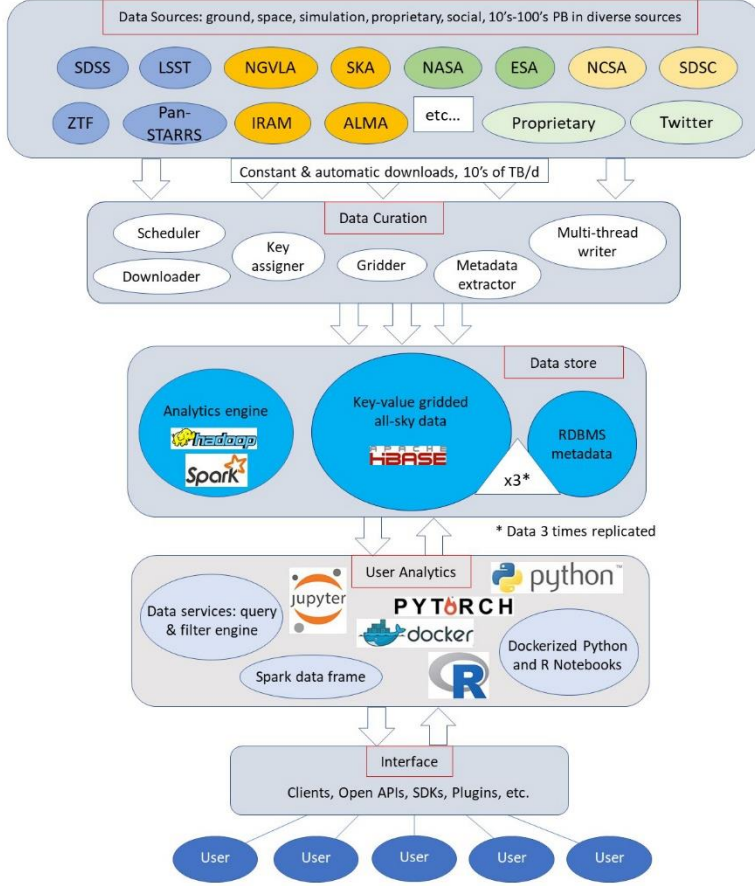 Data Sources: ground, space, simulation, proprietary, social, 10's-100's PB in diverse sources
SDSS
LSST
NGVLA
SKA
NASA
ESA
NCSA
SDSC
ZTF
Pan-
STARRS
IRAM
ALMA
etc...
Proprietary
Twitter
Constant & automatic downloads, 10's of TB/d
Data Curation
Scheduler
Downloader
Key
assigner
Gridder
Metadata
extractor
Multi-thread
writer
Data store
Analytics engine
hadoop
Spark
Key-value gridded
all-sky data
APACHE
HBASE
x3*
RDBMS
metadata
* Data 3 times replicated
User Analytics
Data services: query
& filter engine
jupyter
python™
PYTORCH
docker
Spark data frame
R
Dockerized Python
and R Notebooks
Interface
Clients, Open APIs, SDKs, Plugins, etc.
User
User
User
User
User